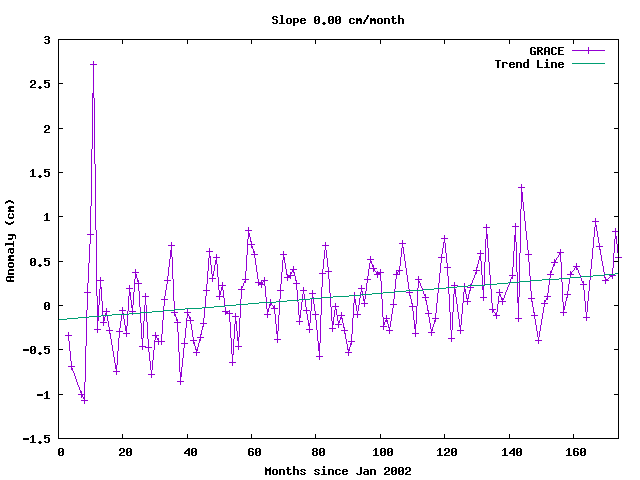 Slope 0.00 cm/month
GRACE
Trend Line
3
2.5
2
1.5
1
0.5
0
-0.5
-1
-1.5
Anomaly (cm)
0 20 40 60 80 100 120 140 160
Months since Jan 2002